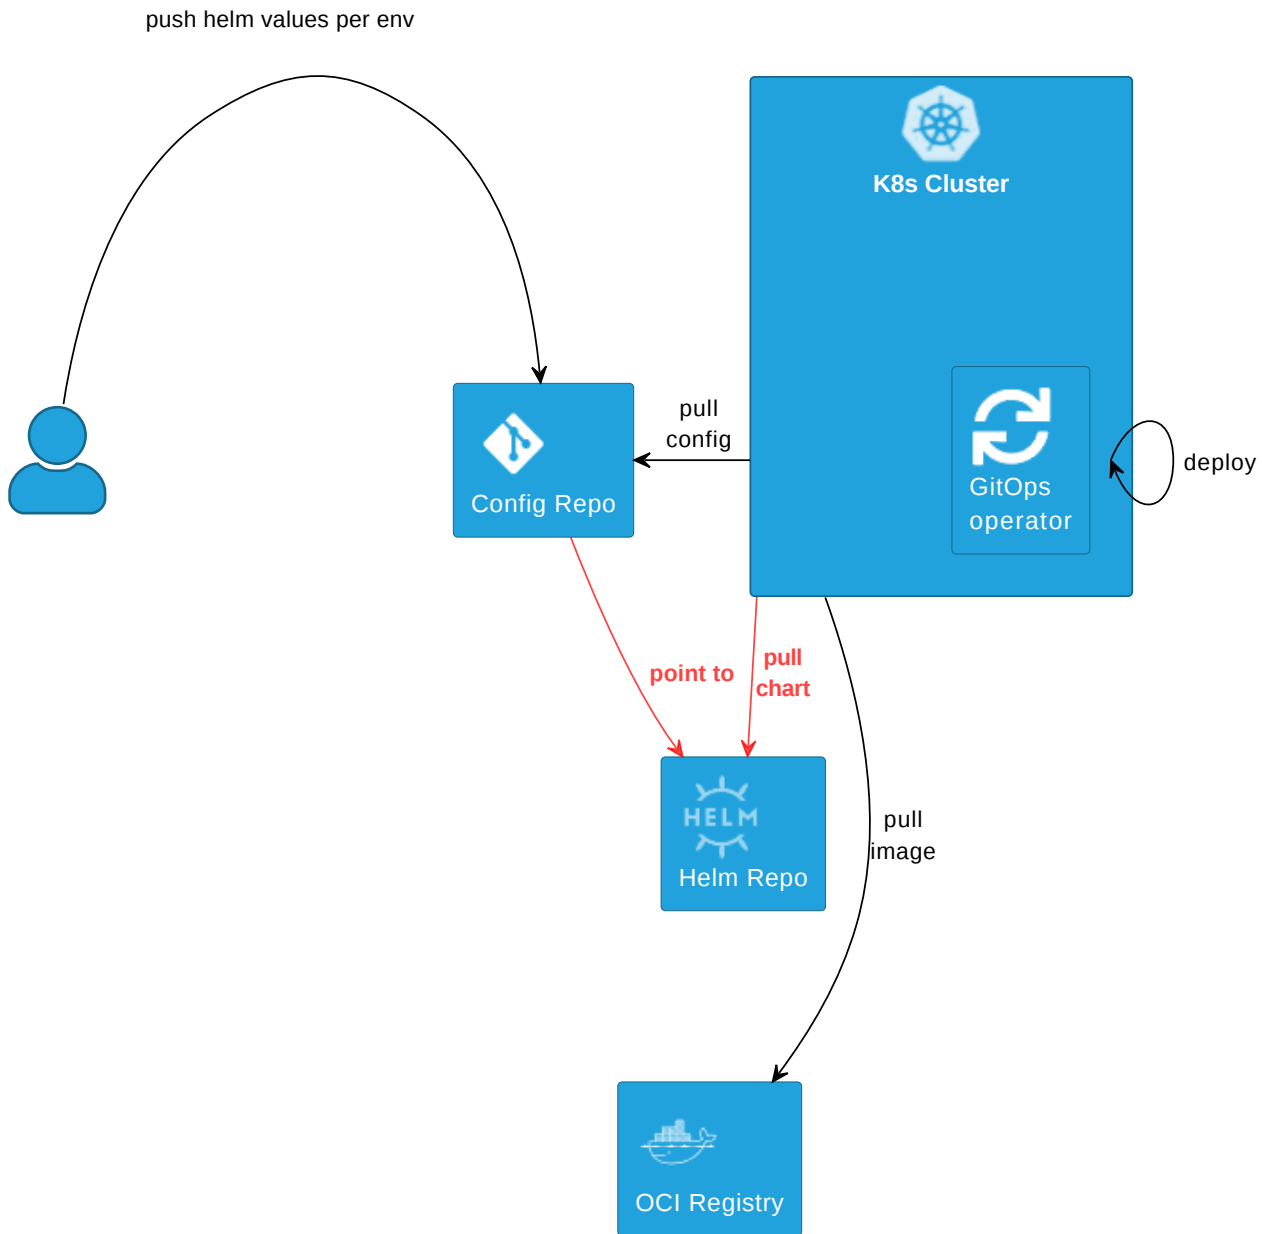 push helm values per env
K8s Cluster
pull
config
Config Repo
GitOps
operator
deploy
point to
pull
chart
HELM
Helm Repo
pull
image
OCI Registry